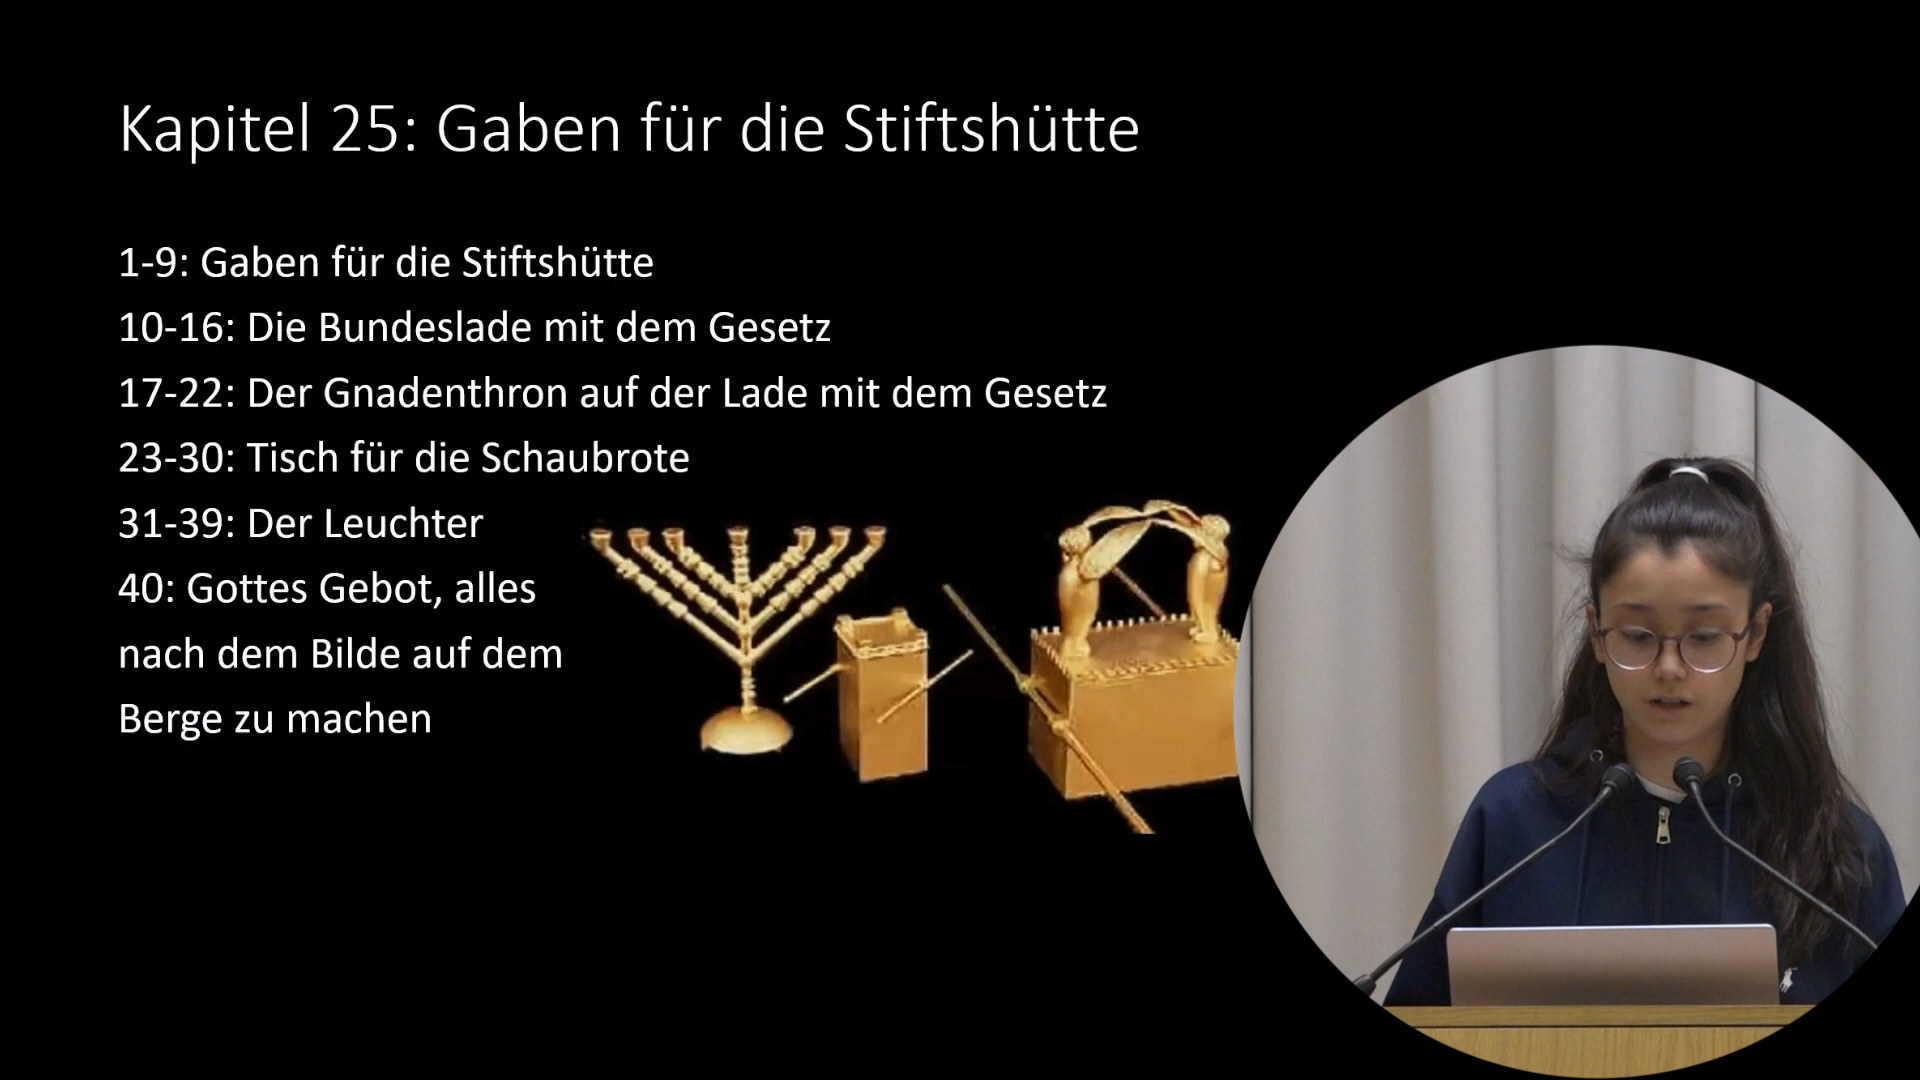 Kapitel 25: Gaben für die Stiftshütte
1-9: Gaben für die Stiftshütte
10-16: Die Bundeslade mit dem Gesetz
17-22: Der Gnadenthron auf der Lade mit dem Gesetz
23-30: Tisch für die Schaubrote
31-39: Der Leuchter
40: Gottes Gebot, alles
nach dem Bilde auf dem
Berge zu machen